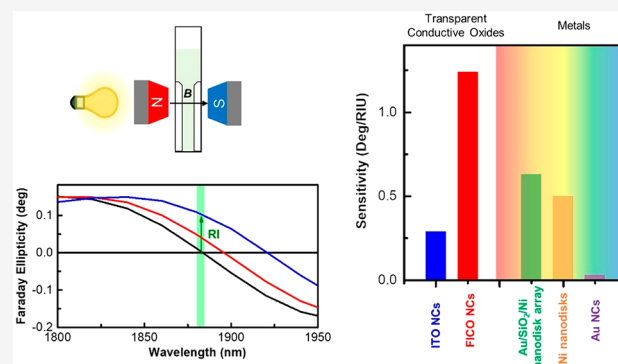 N
B
S
Faraday Ellipticity (deg)
0.1
0.0
-0.1
-0.2
RI
1800
1850
1900
1950
Wavelength (nm)
Transparent
Conductive Oxides
Metals
Sensitivity (Deg/RIU)
1.0
0.5
0.0
ITO NCs
FICO NCs
Au/SiO₂/Ni
nanodisk array
Ni nanodisks
Au NCs